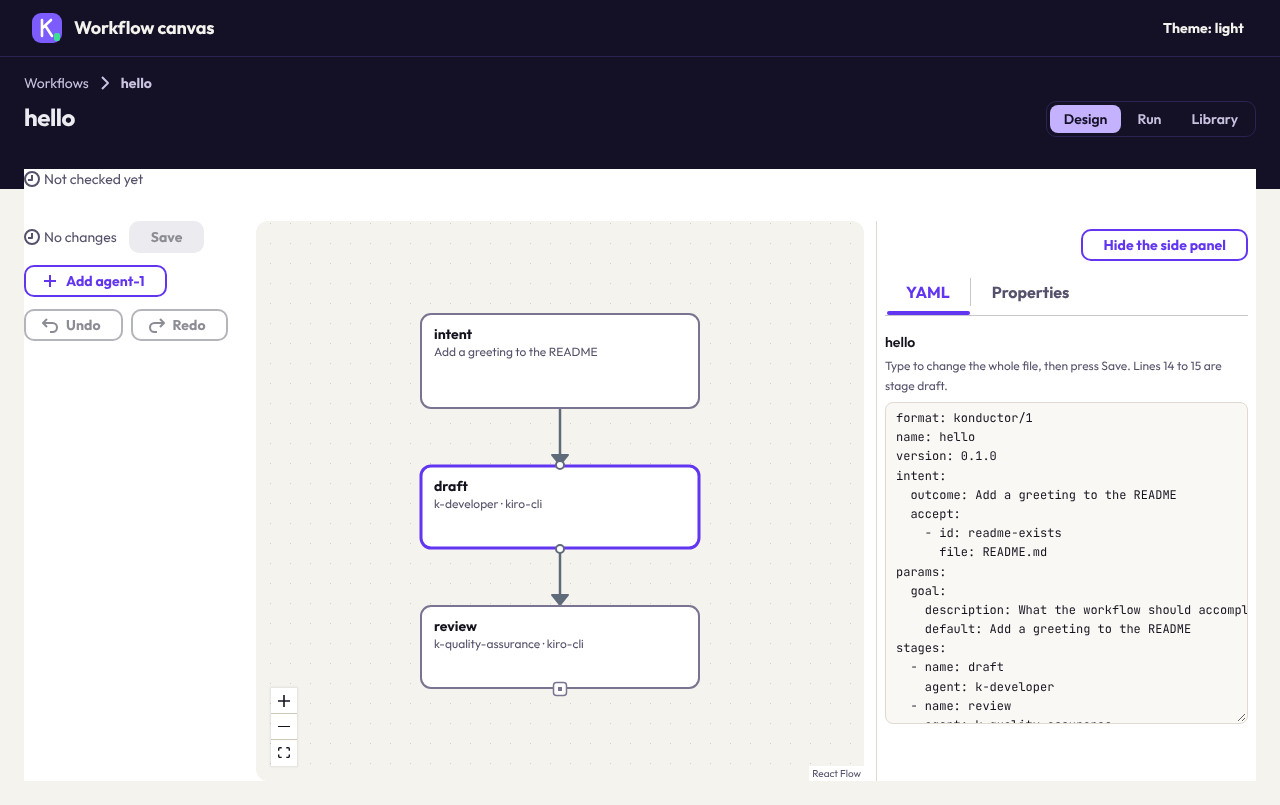 Workflow canvas
Theme: light
Workflows
hello
hello
Design
Run
Library
Not checked yet
No changes
Save
Add agent-1
Undo
Redo
intent
Add a greeting to the README
draft
k-developer · kiro-cli
review
k-quality-assurance · kiro-cli
React Flow
Hide the side panel
YAML
Properties
hello
Type to change the whole file, then press Save. Lines 14 to 15 are
stage draft.
format: konductor/1
name: hello
version: 0.1.0
intent:
  outcome: Add a greeting to the README
  accept:
    - id: readme-exists
      file: README.md
params:
  goal:
    description: What the workflow should accompl
    default: Add a greeting to the README
stages:
  - name: draft
    agent: k-developer
  - name: review